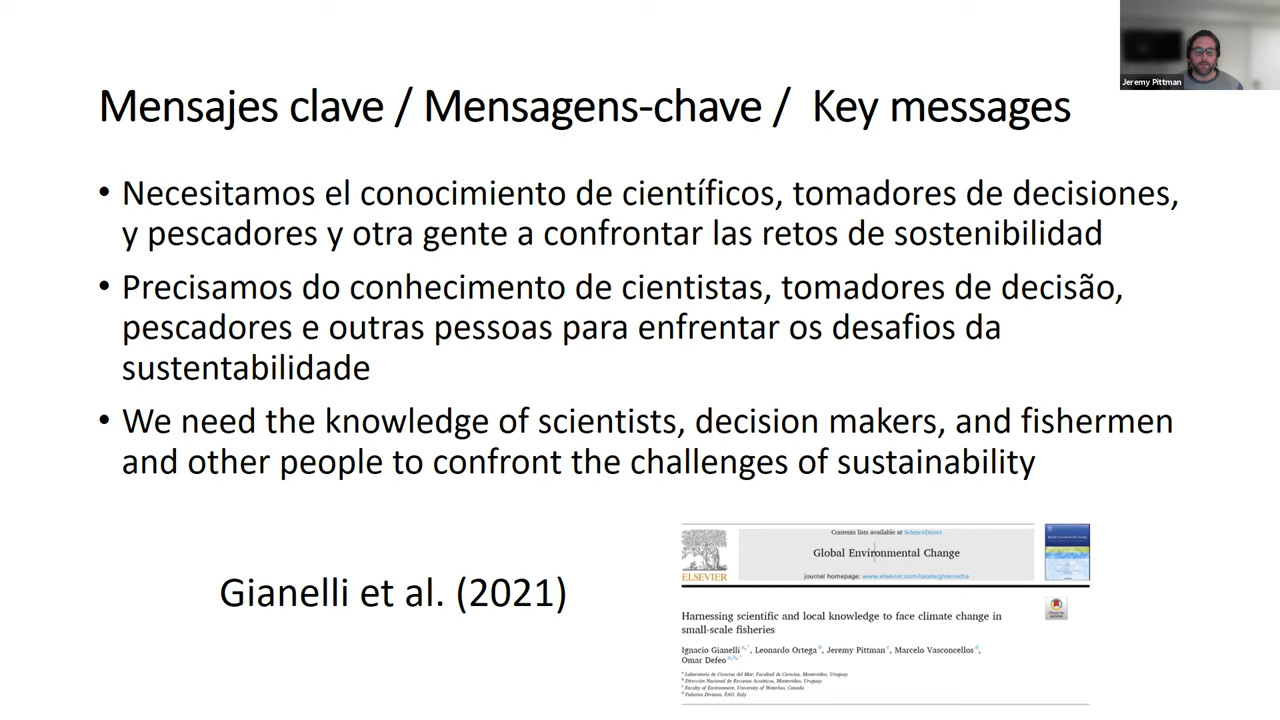 Jeremy Pittman
Mensajes clave / Mensagens-chave / Key messages
• Necesitamos el conocimiento de científicos, tomadores de decisiones,
y pescadores y otra gente a confrontar las retos de sostenibilidad
• Precisamos do conhecimento de cientistas, tomadores de decisão,
pescadores e outras pessoas para enfrentar os desafios da
sustentabilidade
• We need the knowledge of scientists, decision makers, and fishermen
and other people to confront the challenges of sustainability
Gianelli et al. (2021)
Contents lists available at ScienceDirect
Global Environmental Change
journal homepage: www.elsevier.com/locate/gloenvcha
ELSEVIER
Harnessing scientific and local knowledge to face climate change in
small-scale fisheries
Ignacio Gianelli a,*, Leonardo Ortega b, Jeremy Pittman c, Marcelo Vasconcellos d,
Omar Defeo a,b,*
a Laboratorio de Ciencias del Mar, Facultad de Ciencias, Montevideo, Uruguay
b Dirección Nacional de Recursos Acuáticos, Montevideo, Uruguay
c Faculty of Environment, University of Waterloo, Canada
d Fisheries Division, FAO, Italy